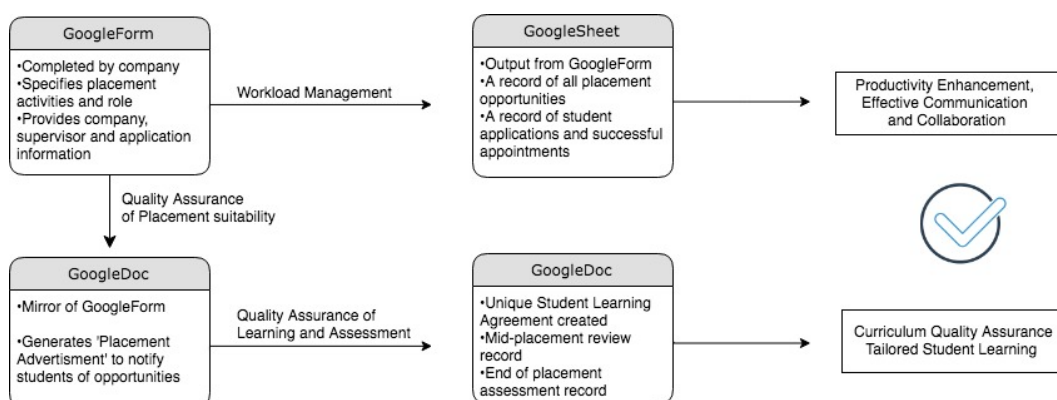 GoogleForm
•Completed by company
•Specifies placement
activities and role
•Provides company,
supervisor and application
information
Workload Management
GoogleSheet
•Output from GoogleForm
•A record of all placement
opportunities
•A record of student
applications and successful
appointments
Productivity Enhancement,
Effective Communication
and Collaboration
Quality Assurance
of Placement suitability
GoogleDoc
•Mirror of GoogleForm
•Generates 'Placement
Advertisment' to notify
students of opportunities
Quality Assurance of
Learning and Assessment
GoogleDoc
•Unique Student Learning
Agreement created
•Mid-placement review
record
•End of placement
assessment record
Curriculum Quality Assurance
Tailored Student Learning